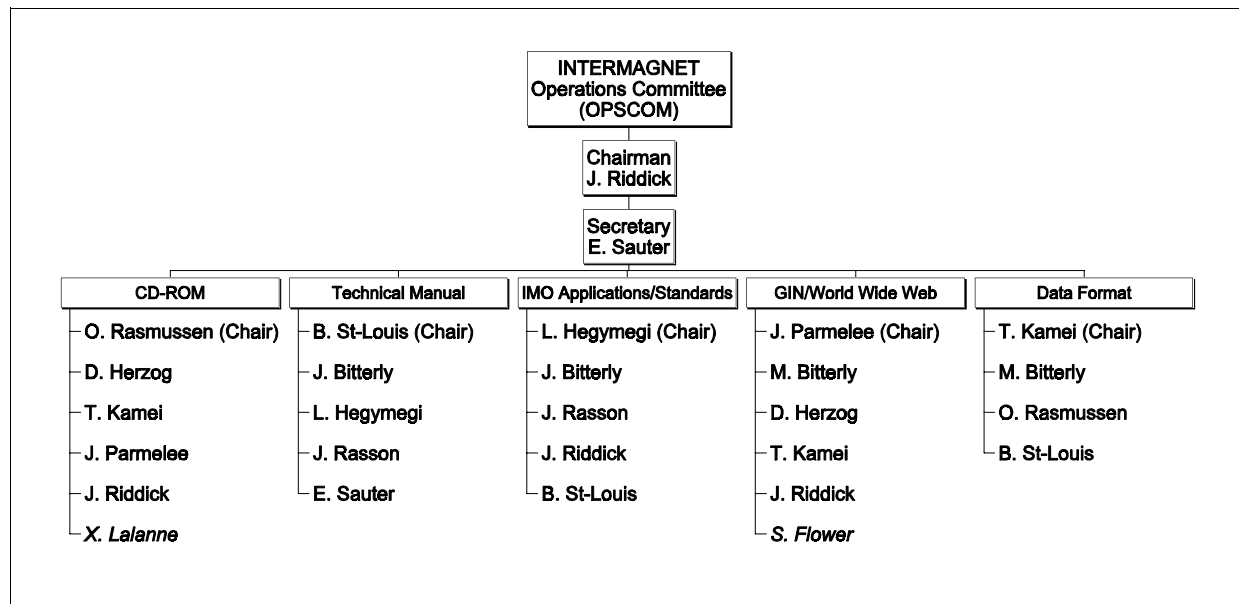 INTERMAGNET
Operations Committee
(OPSCOM)
Chairman
J. Riddick
Secretary
E. Sauter
CD-ROM
O. Rasmussen (Chair)
D. Herzog
T. Kamei
J. Parmelee
J. Riddick
X. Lalanne
Technical Manual
B. St-Louis (Chair)
J. Bitterly
L. Hegymegi
J. Rasson
E. Sauter
IMO Applications/Standards
L. Hegymegi (Chair)
J. Bitterly
J. Rasson
J. Riddick
B. St-Louis
GIN/World Wide Web
J. Parmelee (Chair)
M. Bitterly
D. Herzog
T. Kamei
J. Riddick
S. Flower
Data Format
T. Kamei (Chair)
M. Bitterly
O. Rasmussen
B. St-Louis